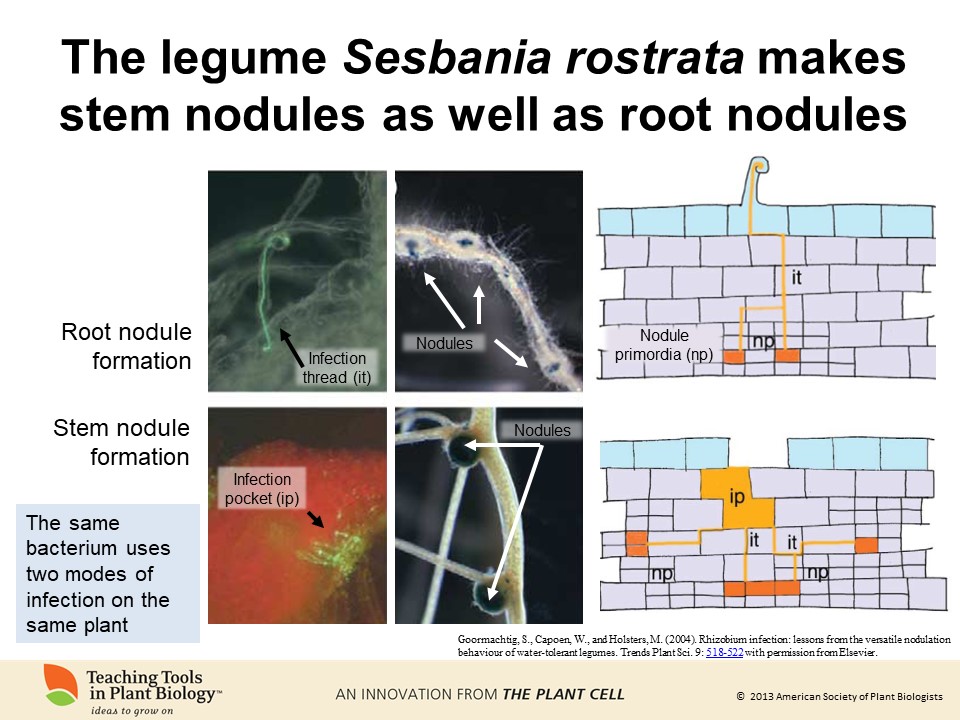 The legume Sesbania rostrata makes
stem nodules as well as root nodules
Root nodule
formation
Infection
thread (it)
Nodules
it
Nodule
primordia (np)
np
Stem nodule
formation
Infection
pocket (ip)
Nodules
ip
it
it
np
np
The same
bacterium uses
two modes of
infection on the
same plant
Goormachtig, S., Capoen, W., and Holsters, M. (2004). Rhizobium infection: lessons from the versatile nodulation
behaviour of water-tolerant legumes. Trends Plant Sci. 9: 518-522 with permission from Elsevier.
Teaching Tools
in Plant Biology™
ideas to grow on
AN INNOVATION FROM THE PLANT CELL
© 2013 American Society of Plant Biologists